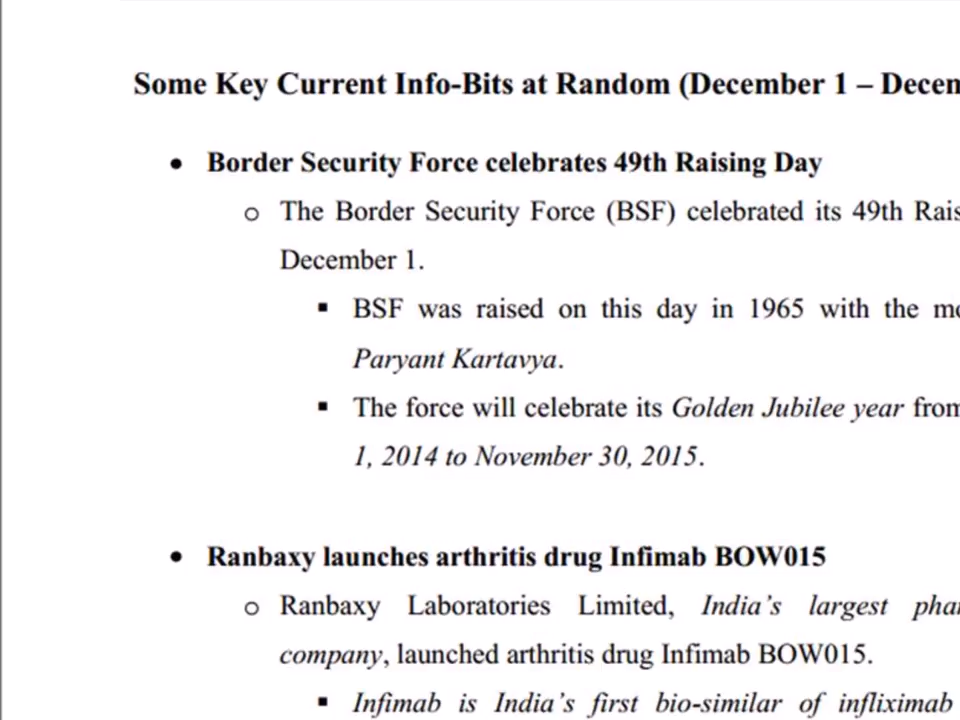 Some Key Current Info-Bits at Random (December 1 –
• Border Security Force celebrates 49th Raising Day
o The Border Security Force (BSF) celebrated its 49th
December 1.
▪ BSF was raised on this day in 1965 with the
Paryant Kartavya.
▪ The force will celebrate its Golden Jubilee year from
1, 2014 to November 30, 2015.
• Ranbaxy launches arthritis drug Infimab BOW015
o Ranbaxy Laboratories Limited, India's largest
company, launched arthritis drug Infimab BOW015.
▪ Infimab is India's first bio-similar of infliximab